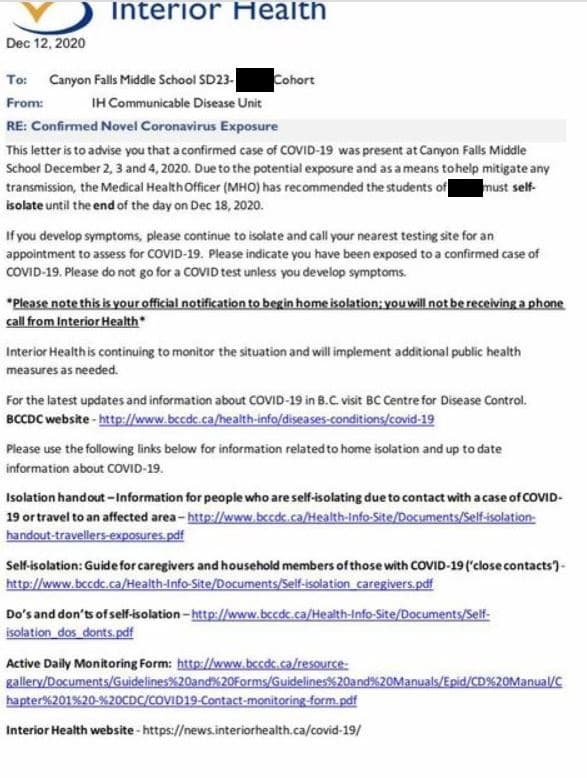 Interior Health
Dec 12, 2020
To: Canyon Falls Middle School SD23- Cohort
From: IH Communicable Disease Unit
RE: Confirmed Novel Coronavirus Exposure
This letter is to advise you that a confirmed case of COVID-19 was present at Canyon Falls Middle
School December 2, 3 and 4, 2020. Due to the potential exposure and as a means to help mitigate any
transmission, the Medical Health Officer (MHO) has recommended the students of must self-
isolate until the end of the day on Dec 18, 2020.
If you develop symptoms, please continue to isolate and call your nearest testing site for an
appointment to assess for COVID-19. Please indicate you have been exposed to a confirmed case of
COVID-19. Please do not go for a COVID test unless you develop symptoms.
*Please note this is your official notification to begin home isolation; you will not be receiving a phone
call from Interior Health*
Interior Health is continuing to monitor the situation and will implement additional public health
measures as needed.
For the latest updates and information about COVID-19 in B.C. visit BC Centre for Disease Control.
BCCDC website - http://www.bccdc.ca/health-info/diseases-conditions/covid-19
Please use the following links below for information related to home isolation and up to date
information about COVID-19.
Isolation handout – Information for people who are self-isolating due to contact with a case of COVID-
19 or travel to an affected area – http://www.bccdc.ca/Health-Info-Site/Documents/Self-isolation-
handout-travellers-exposures.pdf
Self-isolation: Guide for caregivers and household members of those with COVID-19 ('close contacts') -
http://www.bccdc.ca/Health-Info-Site/Documents/Self-isolation_caregivers.pdf
Do's and don'ts of self-isolation – http://www.bccdc.ca/Health-Info-Site/Documents/Self-
isolation_dos_donts.pdf
Active Daily Monitoring Form: http://www.bccdc.ca/resource-
gallery/Documents/Guidelines%20and%20Forms/Guidelines%20and%20Manuals/Epid/CD%20Manual/C
hapter%201%20-%20CDC/COVID19-Contact-monitoring-form.pdf
Interior Health website - https://news.interiorhealth.ca/covid-19/